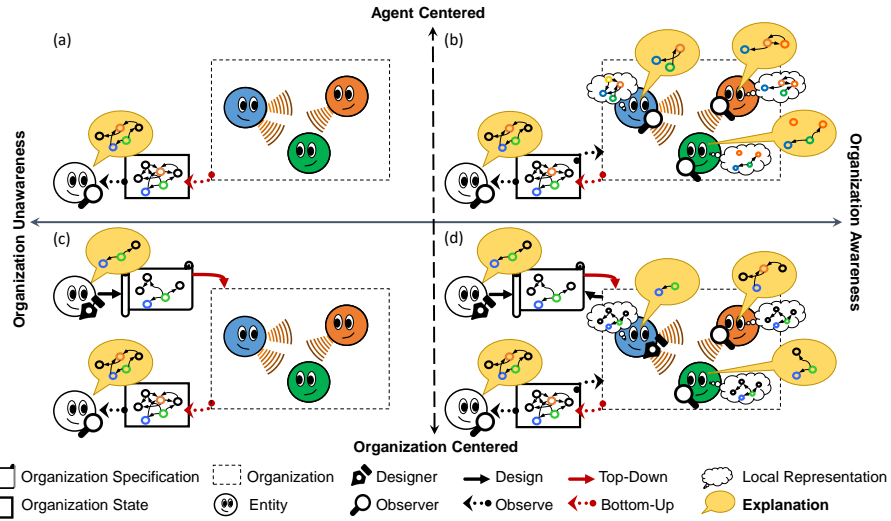 Agent Centered
(a)
(b)
Organization Unawareness
Organization Awareness
(c)
(d)
Organization Centered
Organization Specification
Organization
Designer
Design
Top-Down
Local Representation
Organization State
Entity
Observer
Observe
Bottom-Up
Explanation